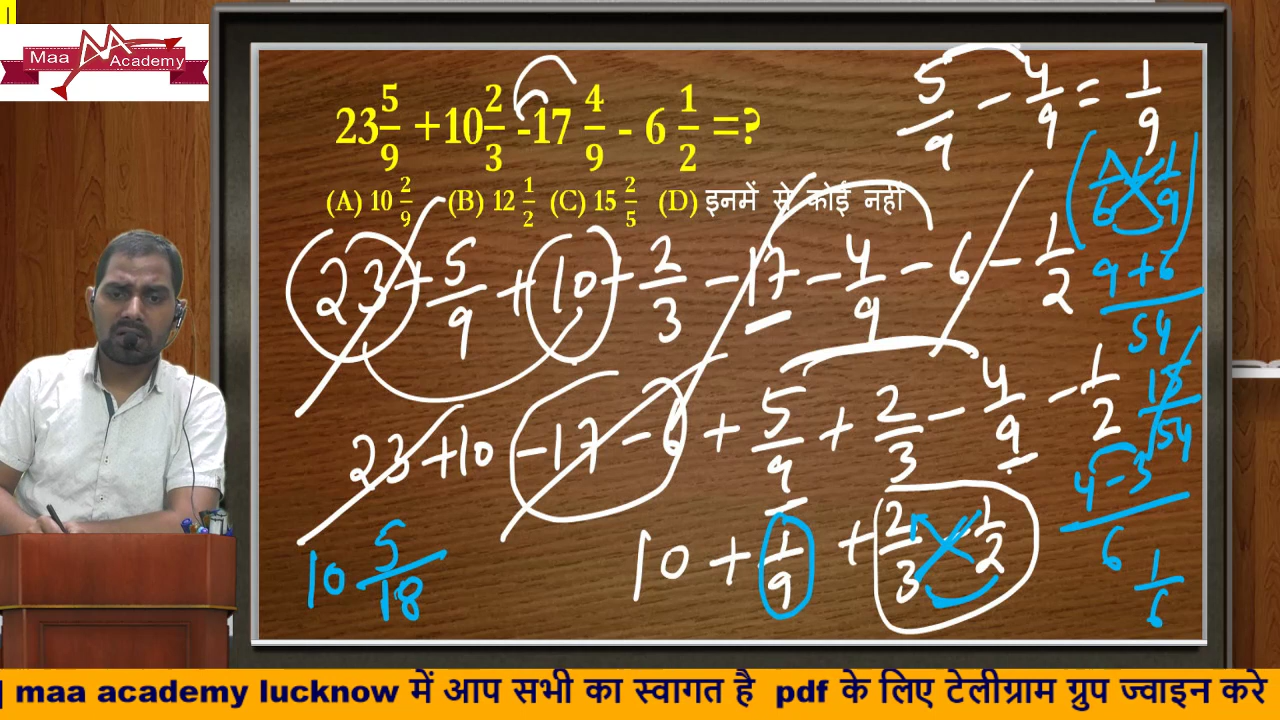 Maa Academy
23 5/9 + 10 2/3 - 17 4/9 - 6 1/2 = ?
(A) 10 2/9 (B) 12 1/2 (C) 15 2/5 (D) इनमें से कोई नहीं
5/9 - 4/9 = 1/9
23 + 5/9 + 10 + 2/3 - 17 - 4/9 - 6 - 1/2
23 + 10 - 17 - 6 + 5/9 + 2/3 - 4/9 - 1/2
10 + 1/9 + 2/3 - 1/2
10 5/18
1/6 1/9
9 + 6
54
4 - 3
6
1/6
maa academy lucknow में आप सभी का स्वागत है pdf के लिए टेलीग्राम ग्रुप ज्वाइन करे